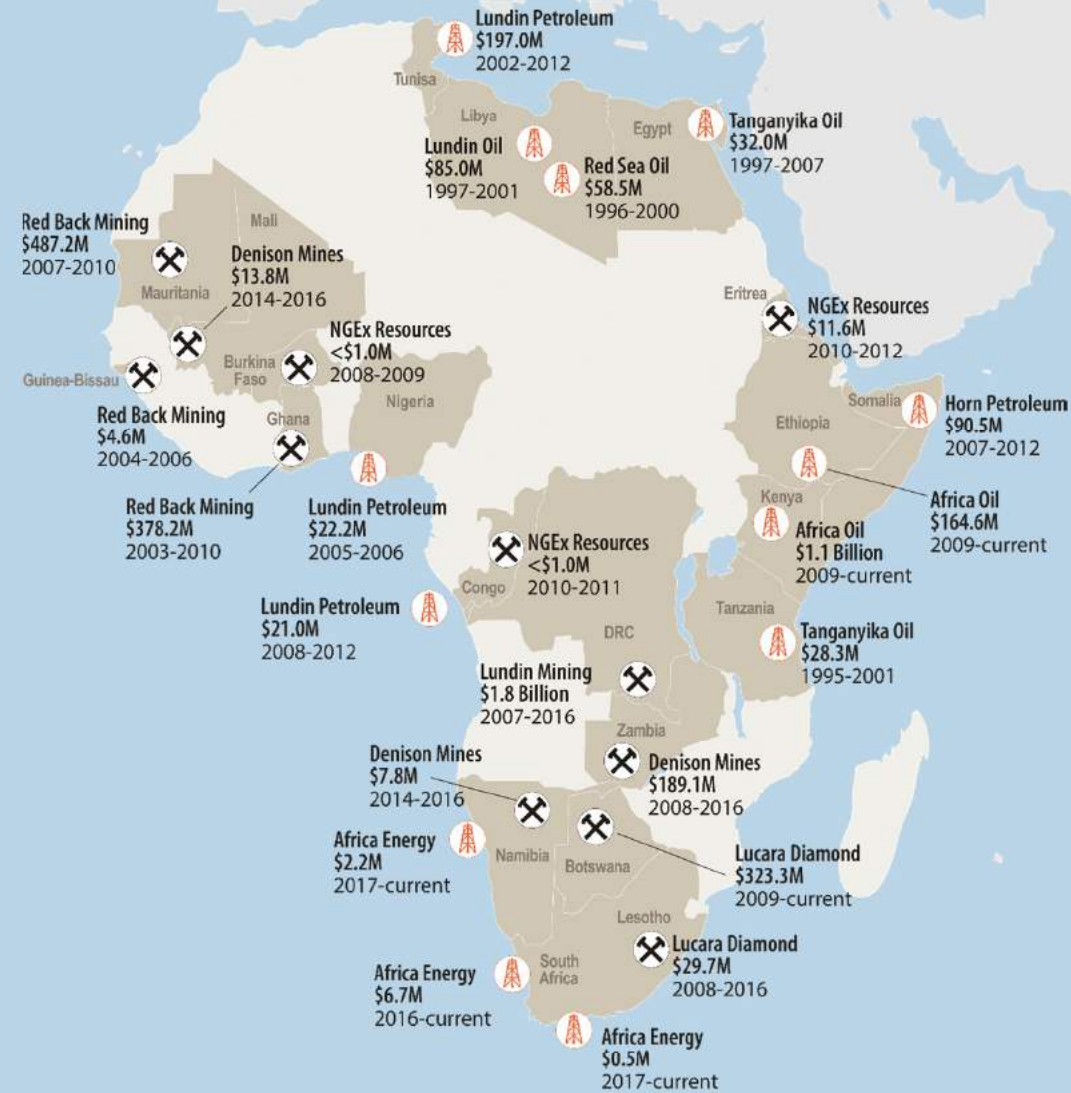 Lundin Petroleum
$197.0M
2002-2012
Tunisa
Libya
Lundin Oil
$85.0M
1997-2001
Red Sea Oil
$58.5M
1996-2000
Egypt
Tanganyika Oil
$32.0M
1997-2007
Red Back Mining
$487.2M
2007-2010
Mauritania
Mali
Denison Mines
$13.8M
2014-2016
NGEx Resources
<$1.0M
2008-2009
Burkina
Faso
Guinea-Bissau
Red Back Mining
$4.6M
2004-2006
Ghana
Nigeria
Red Back Mining
$378.2M
2003-2010
Lundin Petroleum
$22.2M
2005-2006
Eritrea
NGEx Resources
$11.6M
2010-2012
Somalia
Horn Petroleum
$90.5M
2007-2012
Ethiopia
Africa Oil
$164.6M
2009-current
Kenya
Africa Oil
$1.1 Billion
2009-current
NGEx Resources
<$1.0M
2010-2011
Congo
Lundin Petroleum
$21.0M
2008-2012
DRC
Tanzania
Tanganyika Oil
$28.3M
1995-2001
Lundin Mining
$1.8 Billion
2007-2016
Zambia
Denison Mines
$189.1M
2008-2016
Denison Mines
$7.8M
2014-2016
Africa Energy
$2.2M
2017-current
Namibia
Botswana
Lucara Diamond
$323.3M
2009-current
Lesotho
Lucara Diamond
$29.7M
2008-2016
South
Africa
Africa Energy
$6.7M
2016-current
Africa Energy
$0.5M
2017-current